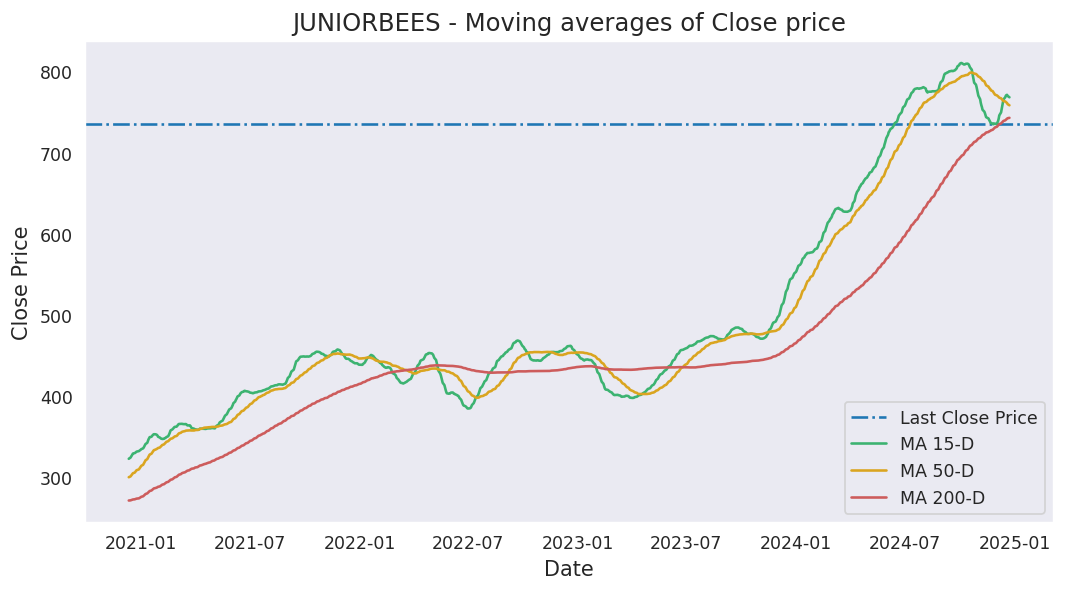 JUNIORBEES - Moving averages of Close price
Close Price
800
700
600
500
400
300
2021-01 2021-07 2022-01 2022-07 2023-01 2023-07 2024-01 2024-07 2025-01
Date
Last Close Price
MA 15-D
MA 50-D
MA 200-D